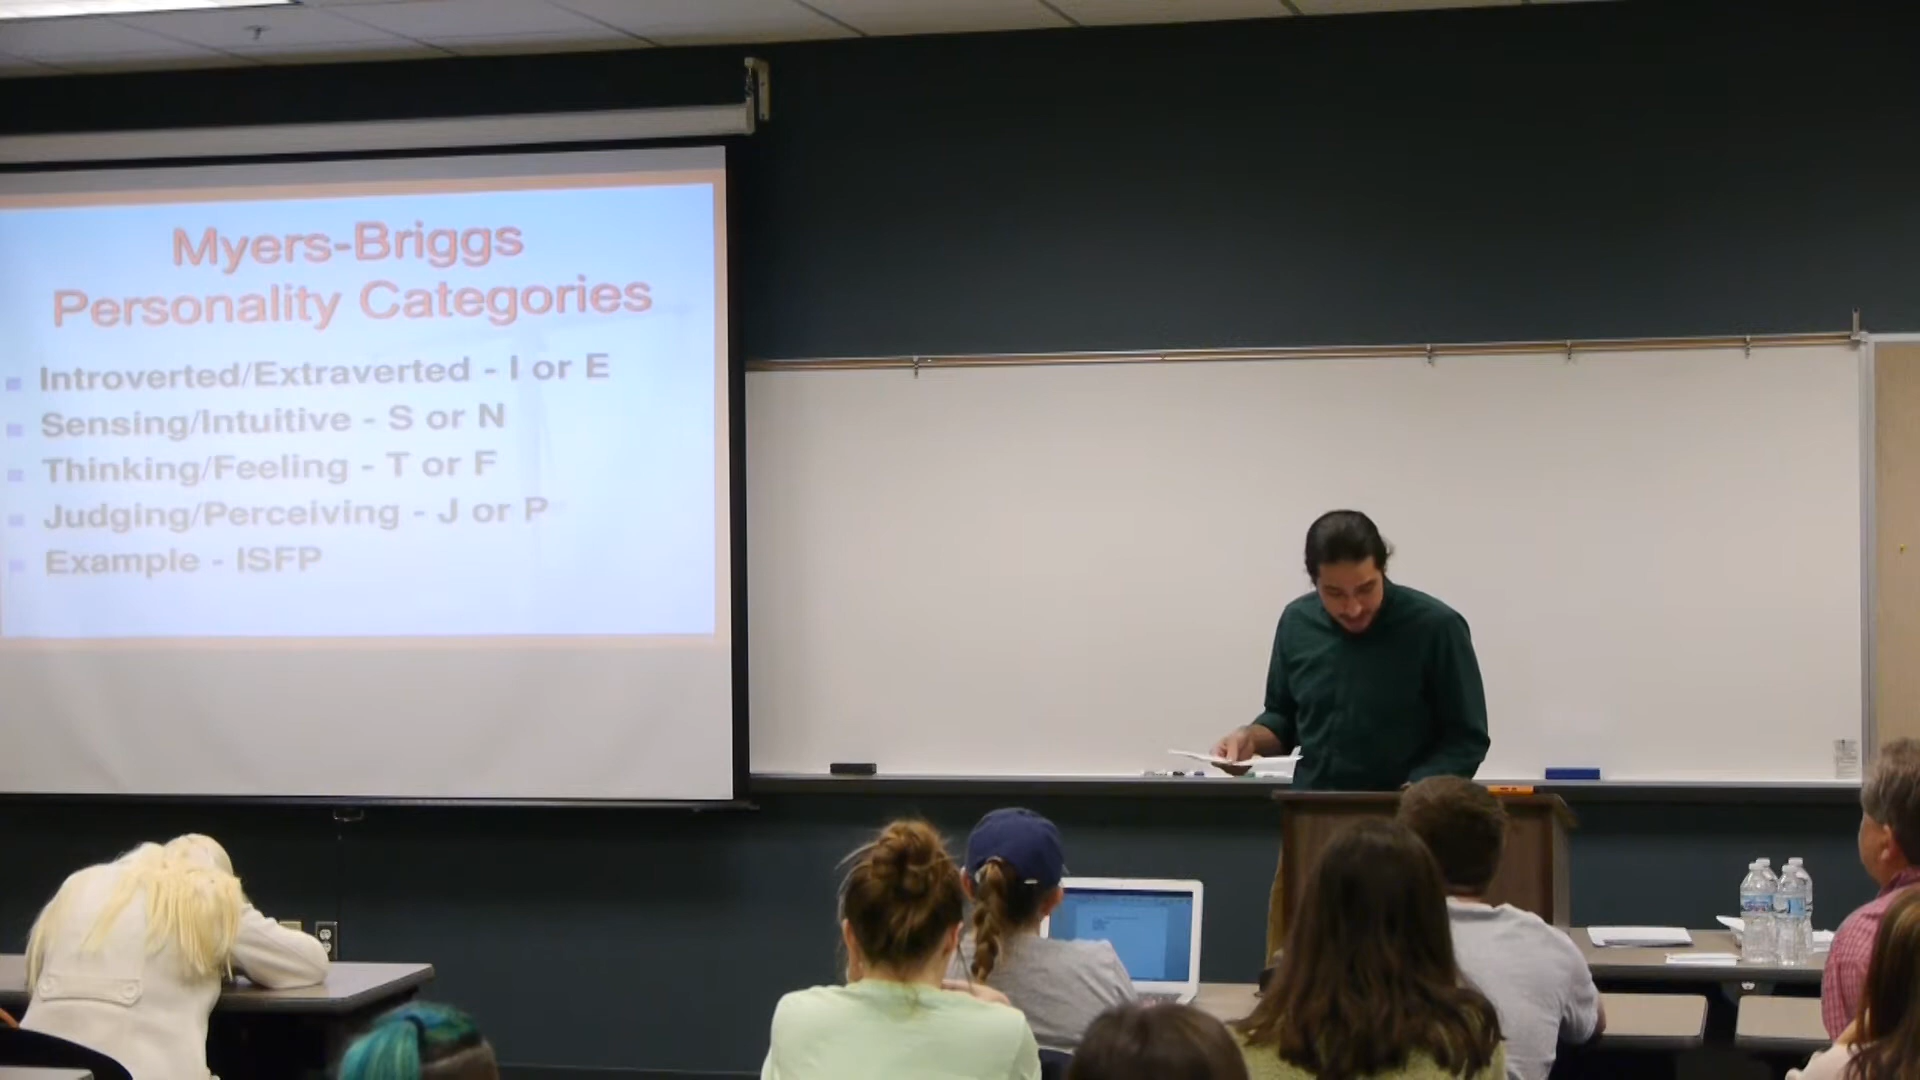 Myers-Briggs
Personality Categories
Introverted/Extraverted - I or E
Sensing/Intuitive - S or N
Thinking/Feeling - T or F
Judging/Perceiving - J or P
Example - ISFP